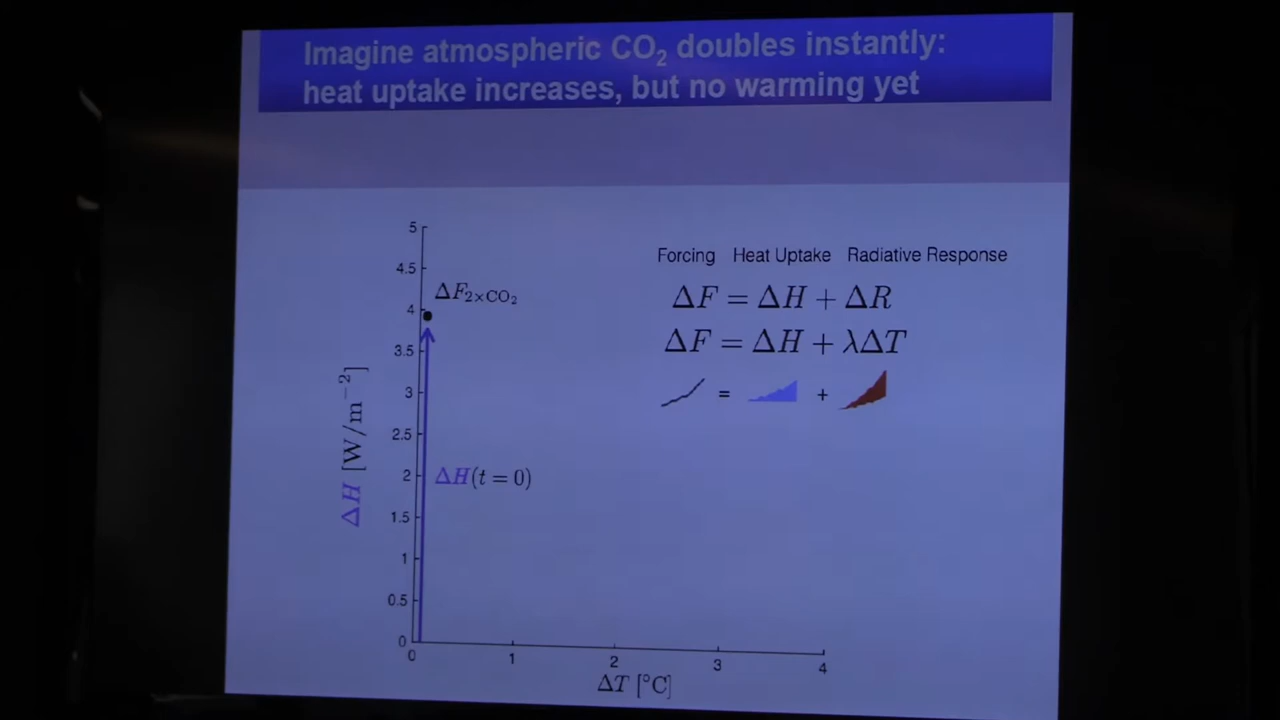 Imagine atmospheric CO₂ doubles instantly:
heat uptake increases, but no warming yet
5
4.5
4
3.5
3
2.5
2
1.5
1
0.5
0
ΔH [W/m⁻²]
ΔF₂×CO₂
ΔH(t = 0)
0 1 2 3 4
ΔT [°C]
Forcing Heat Uptake Radiative Response
ΔF = ΔH + ΔR
ΔF = ΔH + λΔT
= +